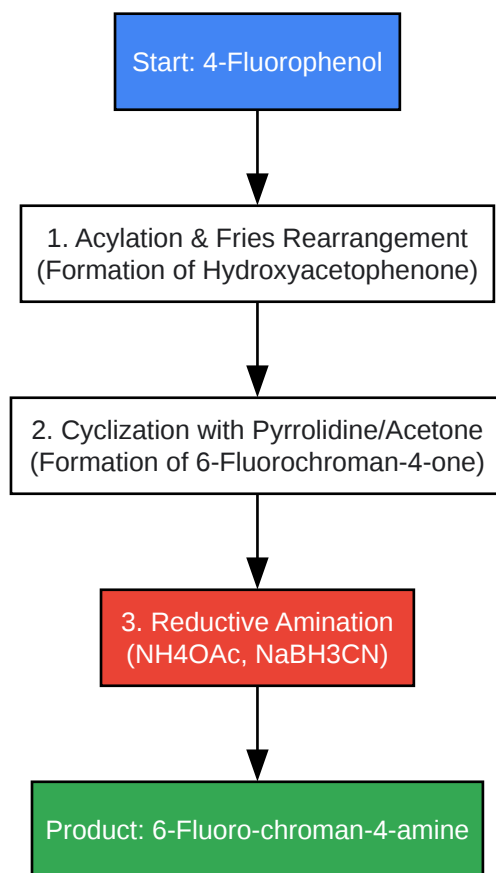 Start: 4-Fluorophenol
1. Acylation & Fries Rearrangement
(Formation of Hydroxyacetophenone)
2. Cyclization with Pyrrolidine/Acetone
(Formation of 6-Fluorochroman-4-one)
3. Reductive Amination
(NH4OAc, NaBH3CN)
Product: 6-Fluoro-chroman-4-amine